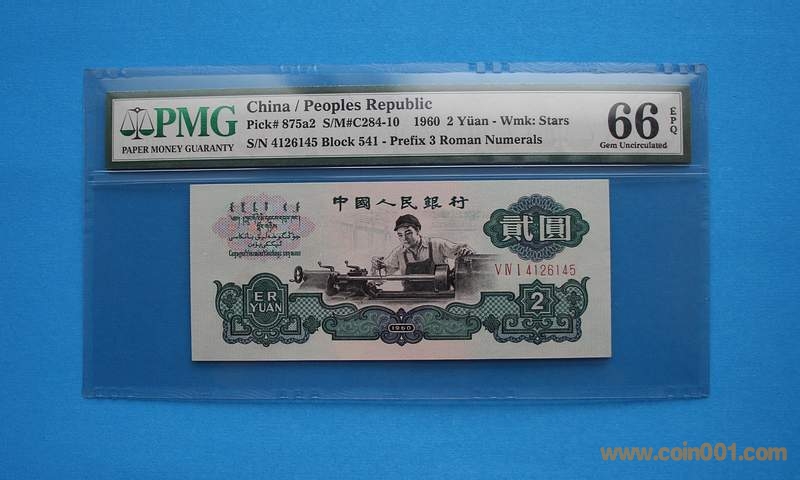 PMG
PAPER MONEY GUARANTY
China / Peoples Republic
Pick# 875a2 S/M#C284-10 1960 2 Yüan - Wmk: Stars
S/N 4126145 Block 541 - Prefix 3 Roman Numerals
66 EPQ
Gem Uncirculated
中國人民銀行
貳圓
V IV I 4126145
ER
YUAN
1960
2
www.coin001.com